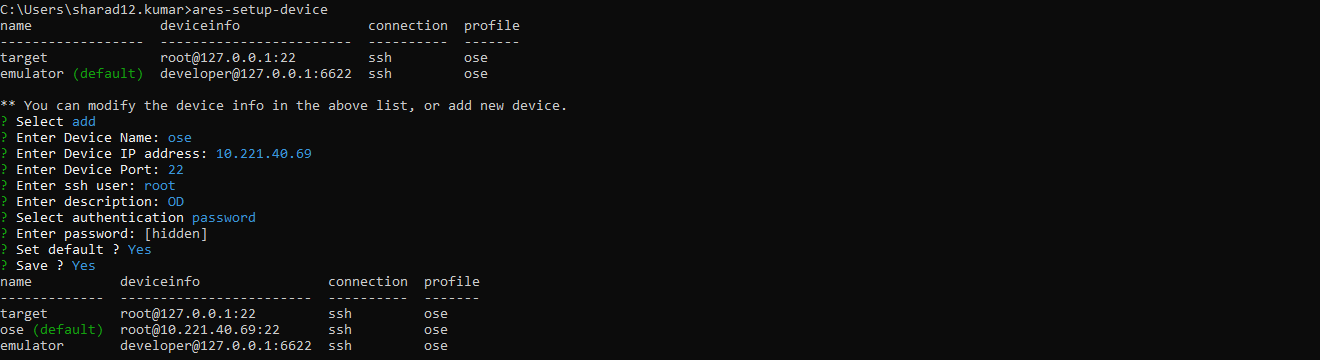 C:\Users\sharad12.kumar>ares-setup-device
name                deviceinfo                connection  profile
------------------  ------------------------  ----------  -------
target              root@127.0.0.1:22         ssh         ose
emulator (default)  developer@127.0.0.1:6622  ssh         ose

** You can modify the device info in the above list, or add new device.
? Select add
? Enter Device Name: ose
? Enter Device IP address: 10.221.40.69
? Enter Device Port: 22
? Enter ssh user: root
? Enter description: OD
? Select authentication password
? Enter password: [hidden]
? Set default ? Yes
? Save ? Yes
name           deviceinfo                connection  profile
-------------  ------------------------  ----------  -------
target         root@127.0.0.1:22         ssh         ose
ose (default)  root@10.221.40.69:22      ssh         ose
emulator       developer@127.0.0.1:6622  ssh         ose